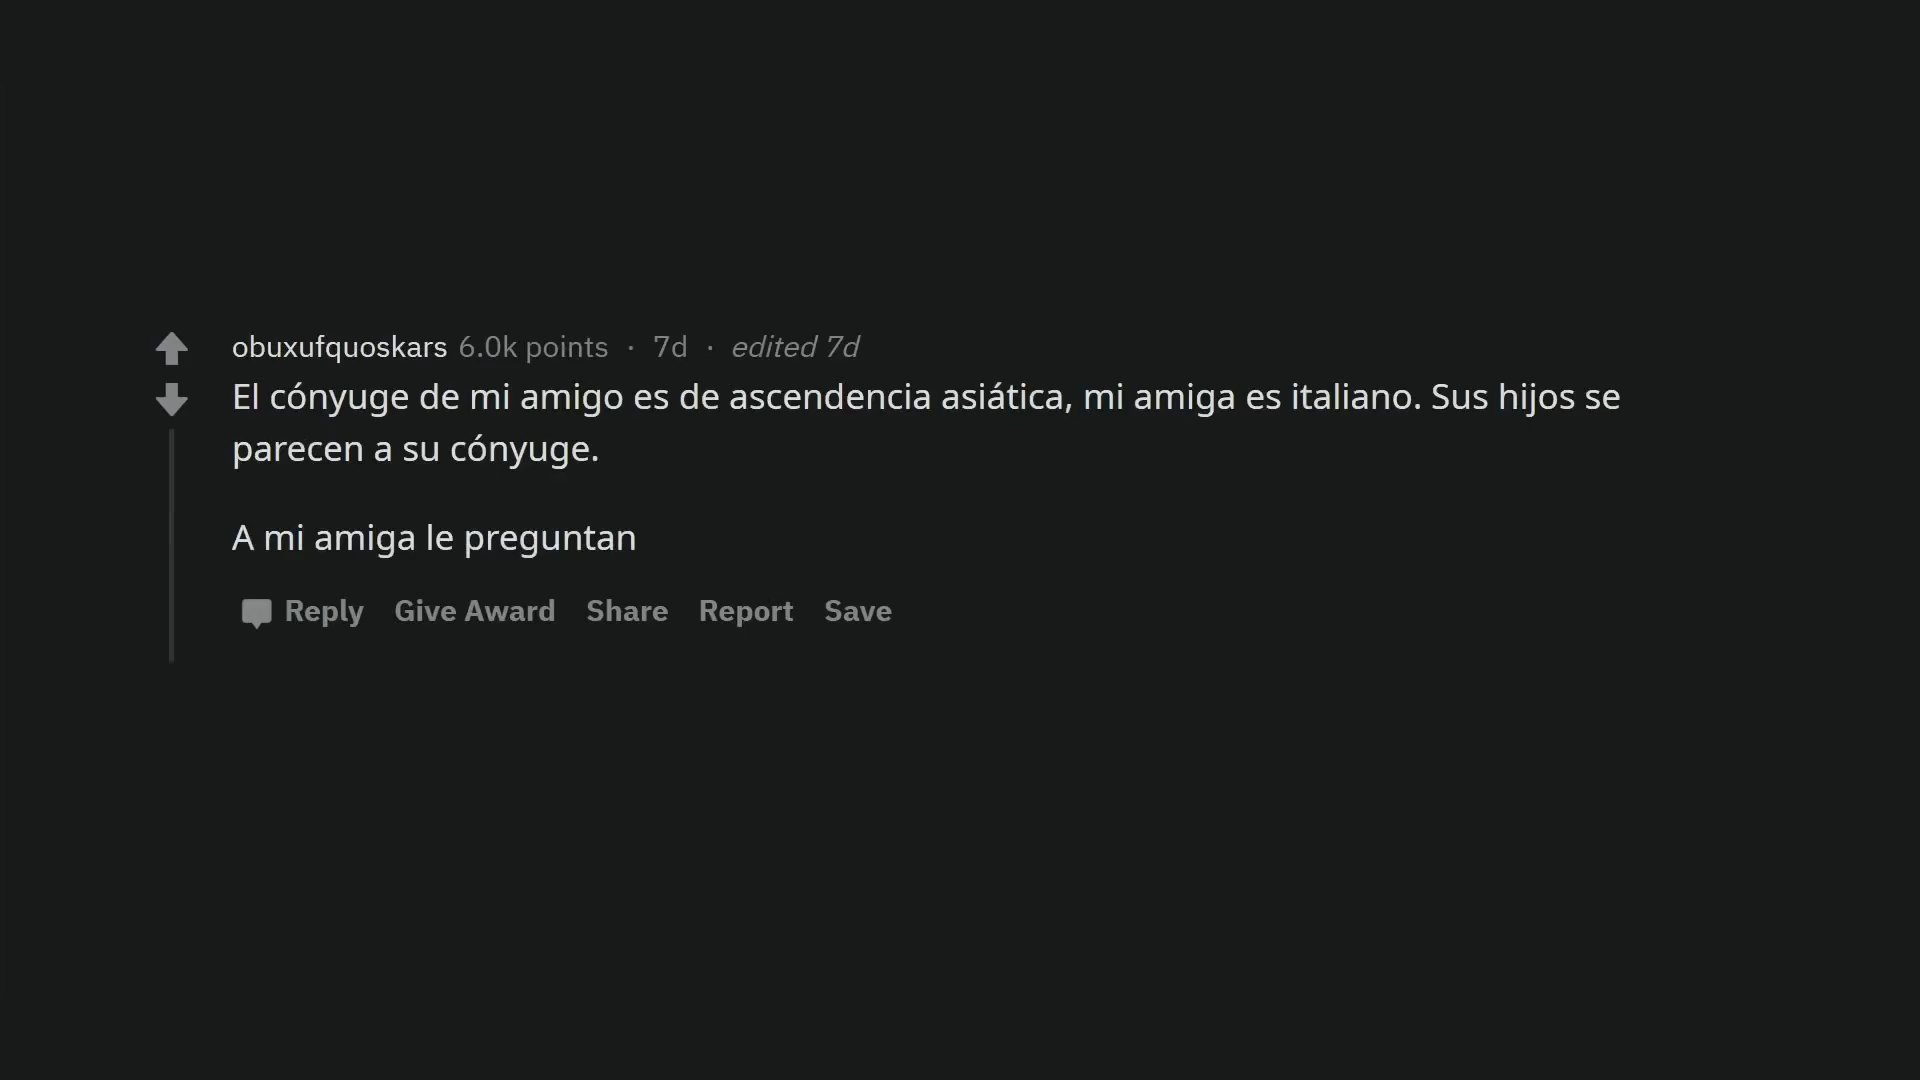 obuxufquoskars 6.0k points · 7d · edited 7d
El cónyuge de mi amigo es de ascendencia asiática, mi amiga es italiano. Sus hijos se
parecen a su cónyuge.
A mi amiga le preguntan
Reply Give Award Share Report Save